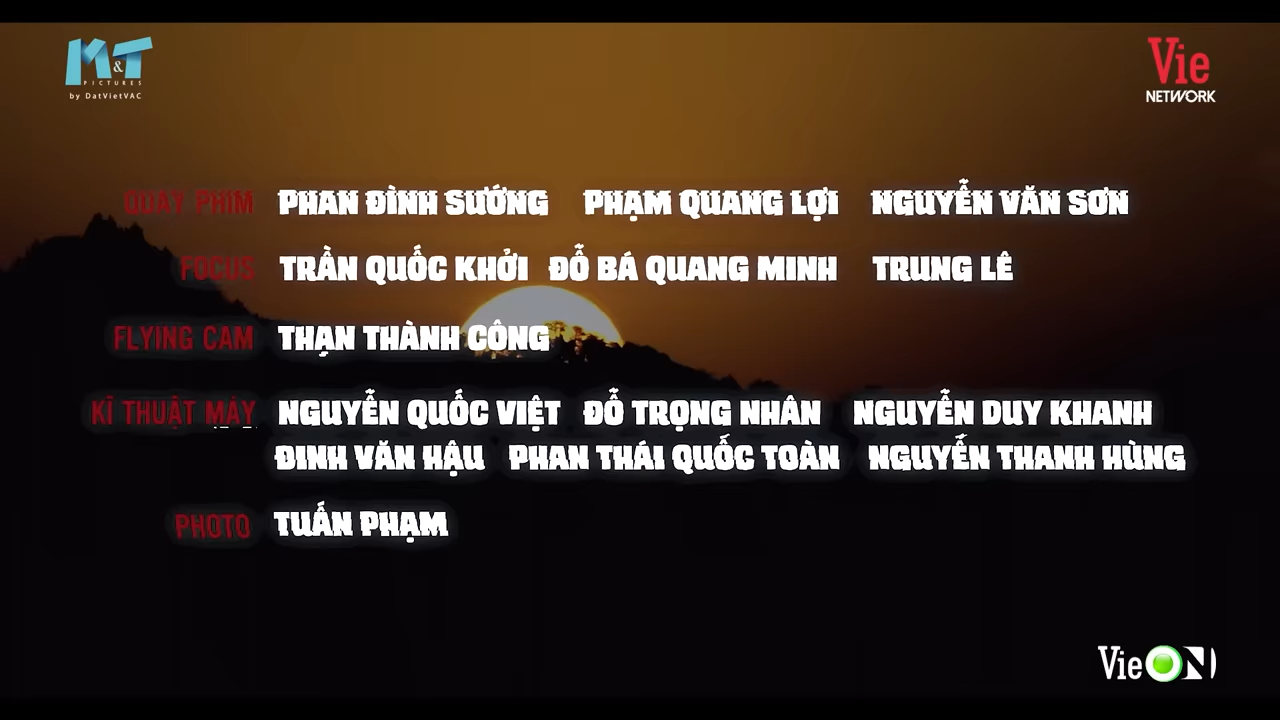 M&T
PICTURES
by DatVietVAC
Vie
NETWORK
QUAY PHIM PHAN ĐÌNH SƯỚNG PHẠM QUANG LỢI NGUYỄN VĂN SƠN
FOCUS TRẦN QUỐC KHỞI ĐỖ BÁ QUANG MINH TRUNG LÊ
FLYING CAM THẠN THÀNH CÔNG
KĨ THUẬT MÁY NGUYỄN QUỐC VIỆT ĐỖ TRỌNG NHÂN NGUYỄN DUY KHANH
ĐINH VĂN HẬU PHAN THÁI QUỐC TOÀN NGUYỄN THANH HÙNG
PHOTO TUẤN PHẠM
VieON